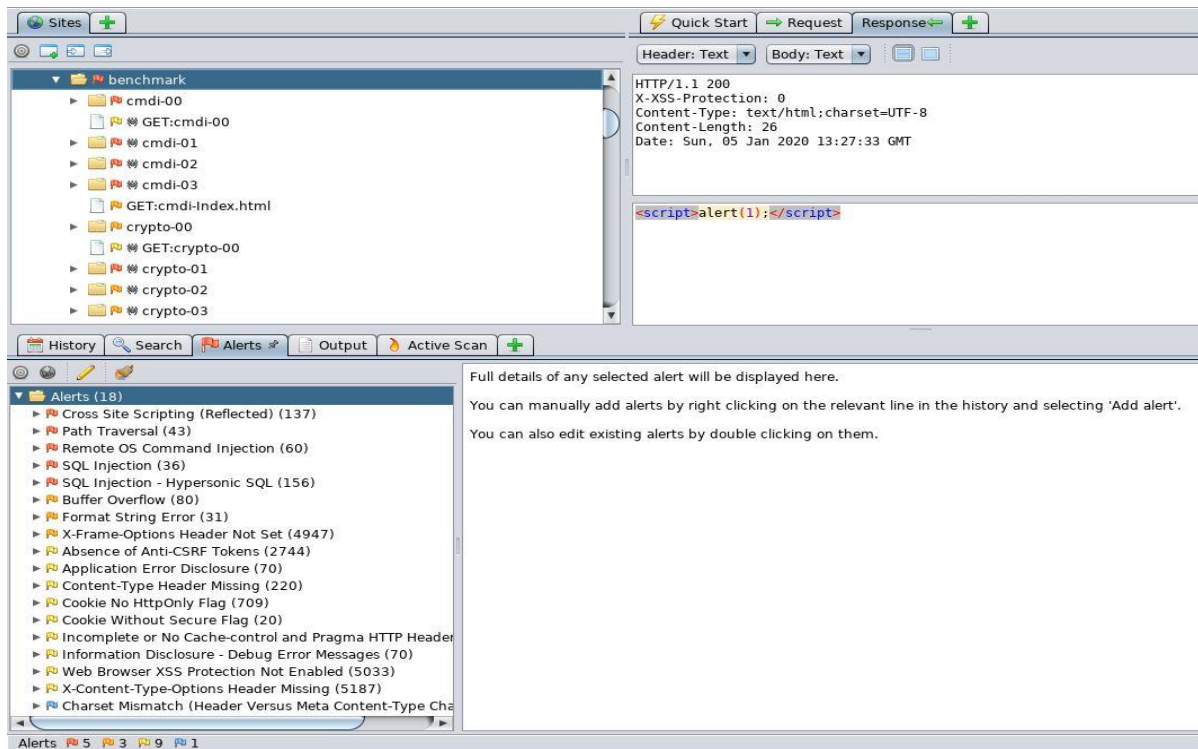 Sites
Quick Start
Request
Response
Header: Text
Body: Text
benchmark
cmdi-00
GET:cmdi-00
cmdi-01
cmdi-02
cmdi-03
GET:cmdi-Index.html
crypto-00
GET:crypto-00
crypto-01
crypto-02
crypto-03
HTTP/1.1 200
X-XSS-Protection: 0
Content-Type: text/html;charset=UTF-8
Content-Length: 26
Date: Sun, 05 Jan 2020 13:27:33 GMT
<script>alert(1);</script>
History
Search
Alerts
Output
Active Scan
Alerts (18)
Cross Site Scripting (Reflected) (137)
Path Traversal (43)
Remote OS Command Injection (60)
SQL Injection (36)
SQL Injection - Hypersonic SQL (156)
Buffer Overflow (80)
Format String Error (31)
X-Frame-Options Header Not Set (4947)
Absence of Anti-CSRF Tokens (2744)
Application Error Disclosure (70)
Content-Type Header Missing (220)
Cookie No HttpOnly Flag (709)
Cookie Without Secure Flag (20)
Incomplete or No Cache-control and Pragma HTTP Header
Information Disclosure - Debug Error Messages (70)
Web Browser XSS Protection Not Enabled (5033)
X-Content-Type-Options Header Missing (5187)
Charset Mismatch (Header Versus Meta Content-Type Cha
Full details of any selected alert will be displayed here.
You can manually add alerts by right clicking on the relevant line in the history and selecting 'Add alert'.
You can also edit existing alerts by double clicking on them.
Alerts 5 3 9 1